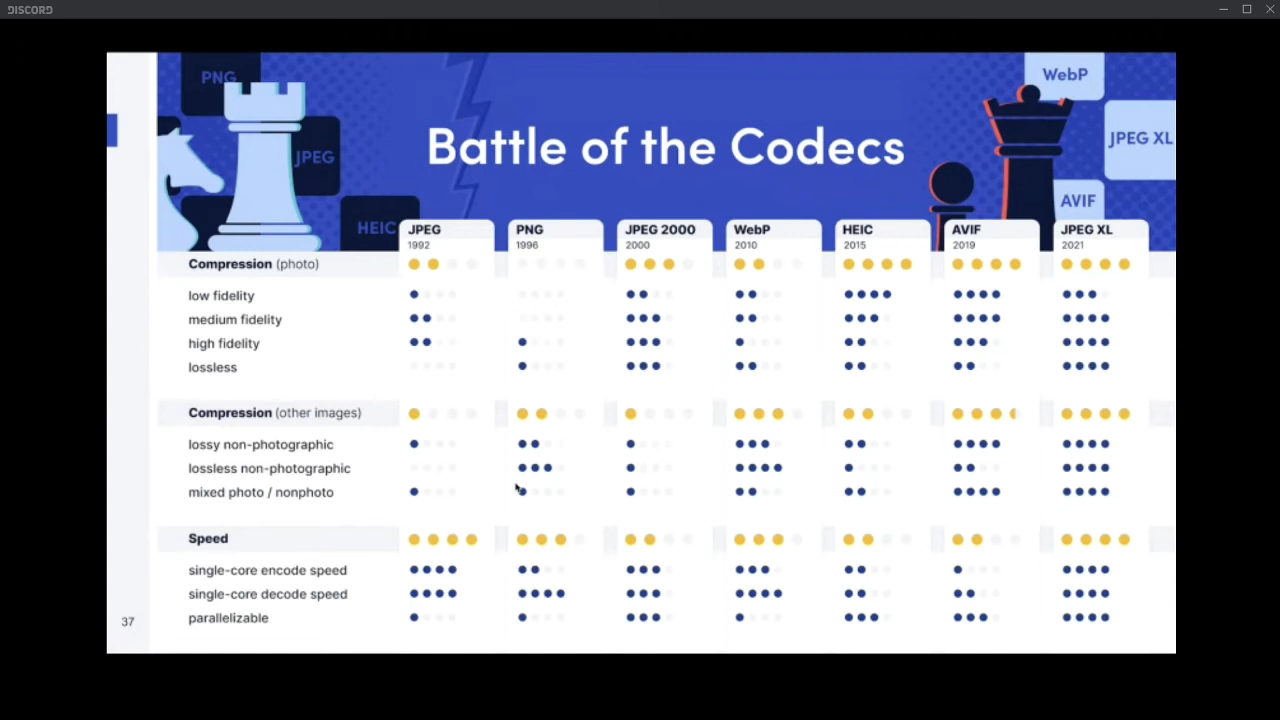 DISCORD
PNG
WebP
JPEG
JPEG XL
HEIC
AVIF
Battle of the Codecs
JPEG PNG JPEG 2000 WebP HEIC AVIF JPEG XL
1992 1996 2000 2010 2015 2019 2021
Compression (photo)
low fidelity
medium fidelity
high fidelity
lossless
Compression (other images)
lossy non-photographic
lossless non-photographic
mixed photo / nonphoto
Speed
single-core encode speed
single-core decode speed
parallelizable
37